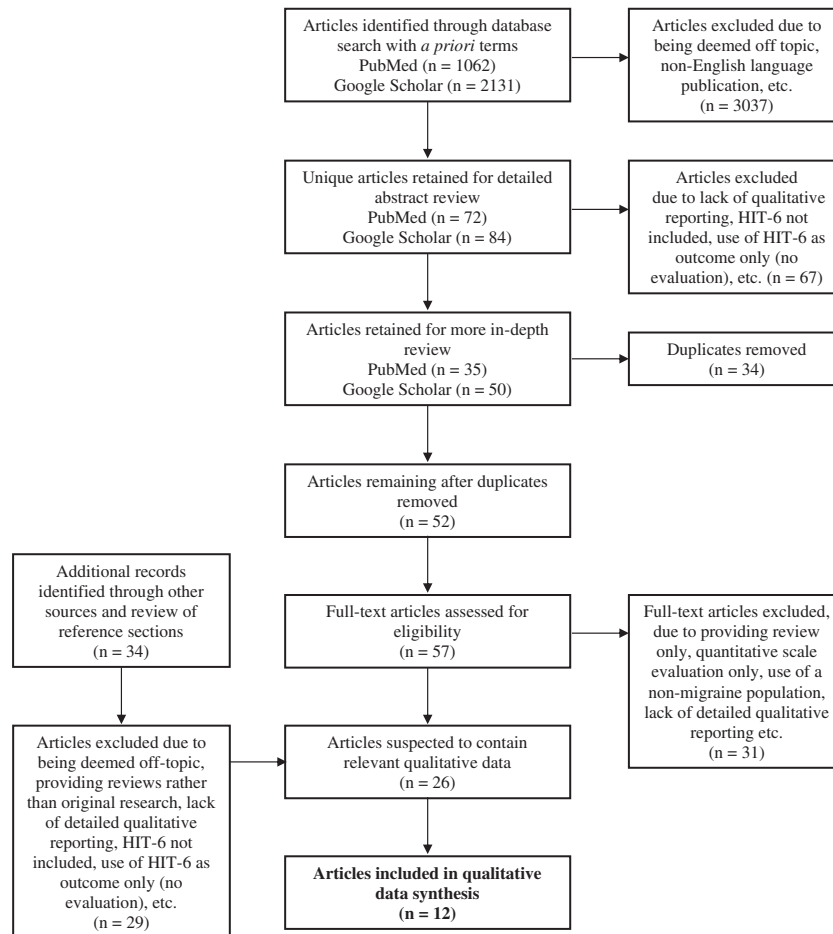 Articles identified through database
search with a priori terms
PubMed (n = 1062)
Google Scholar (n = 2131)
Articles excluded due to
being deemed off topic,
non-English language
publication, etc.
(n = 3037)
Unique articles retained for detailed
abstract review
PubMed (n = 72)
Google Scholar (n = 84)
Articles excluded
due to lack of qualitative
reporting, HIT-6 not
included, use of HIT-6 as
outcome only (no
evaluation), etc. (n = 67)
Articles retained for more in-depth
review
PubMed (n = 35)
Google Scholar (n = 50)
Duplicates removed
(n = 34)
Articles remaining after duplicates
removed
(n = 52)
Additional records
identified through other
sources and review of
reference sections
(n = 34)
Full-text articles assessed for
eligibility
(n = 57)
Full-text articles excluded,
due to providing review
only, quantitative scale
evaluation only, use of a
non-migraine population,
lack of detailed qualitative
reporting etc.
(n = 31)
Articles excluded due to
being deemed off-topic,
providing reviews rather
than original research, lack
of detailed qualitative
reporting, HIT-6 not
included, use of HIT-6 as
outcome only (no
evaluation), etc.
(n = 29)
Articles suspected to contain
relevant qualitative data
(n = 26)
Articles included in qualitative
data synthesis
(n = 12)